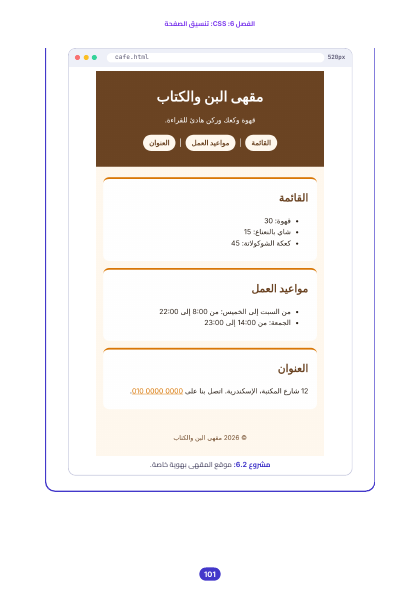 الفصل 6: CSS: تنسيق الصفحة
cafe.html
520px
مقهى البن والكتاب
قهوة وكعك وركن هادئ للقراءة.
القائمة | مواعيد العمل | العنوان
القائمة
• قهوة: 30
• شاي بالنعناع: 15
• كعكة الشوكولاتة: 45
مواعيد العمل
• من السبت إلى الخميس: من 8:00 إلى 22:00
• الجمعة: من 14:00 إلى 23:00
العنوان
12 شارع المكتبة، الإسكندرية. اتصل بنا على 0000 0000 010.
© 2026 مقهى البن والكتاب
مشروع 6.2: موقع المقهى بهوية خاصة.
101